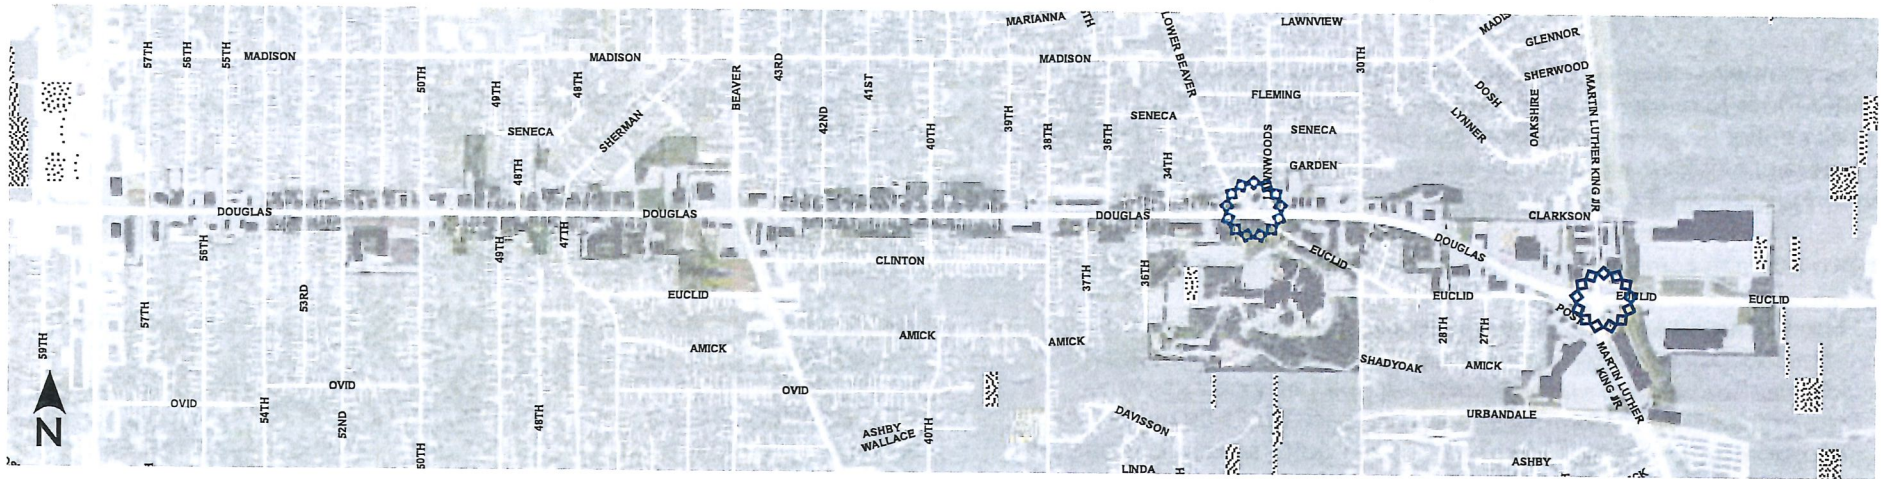 MARIANNA
LAWNVIEW
GLENNOR
57TH
56TH
55TH
MADISON
MADISON
43RD
MADISON
LOWER BEAVER
30TH
SHERWOOD
50TH
49TH
48TH
BEAVER
42ND
41ST
39TH
38TH
36TH
FLEMING
DOSH
OAKSHIRE
MARTIN LUTHER KING JR
SENECA
SHERMAN
40TH
SENECA
SENECA
LYNNER
48TH
34TH
GARDEN
DOUGLAS
DOUGLAS
DOUGLAS
CLARKSON
56TH
49TH
47TH
CLINTON
37TH
36TH
EUCLID
DOUGLAS
57TH
53RD
EUCLID
EUCLID
EUCLID
EUCLID
59TH
AMICK
AMICK
AMICK
28TH
27TH
SHADYOAK
AMICK
MARTIN LUTHER
KING JR
OVID
OVID
OVID
54TH
52ND
48TH
50TH
ASHBY
WALLACE
40TH
DAVISSON
URBANDALE
N
LINDA
ASHBY